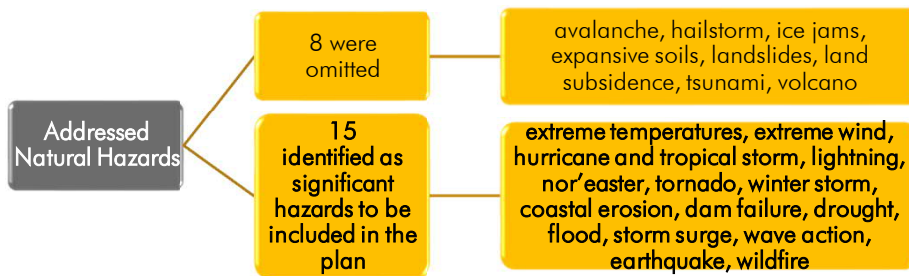 Addressed
Natural Hazards
8 were
omitted
avalanche, hailstorm, ice jams,
expansive soils, landslides, land
subsidence, tsunami, volcano
15
identified as
significant
hazards to be
included in the
plan
extreme temperatures, extreme wind,
hurricane and tropical storm, lightning,
nor’easter, tornado, winter storm,
coastal erosion, dam failure, drought,
flood, storm surge, wave action,
earthquake, wildfire